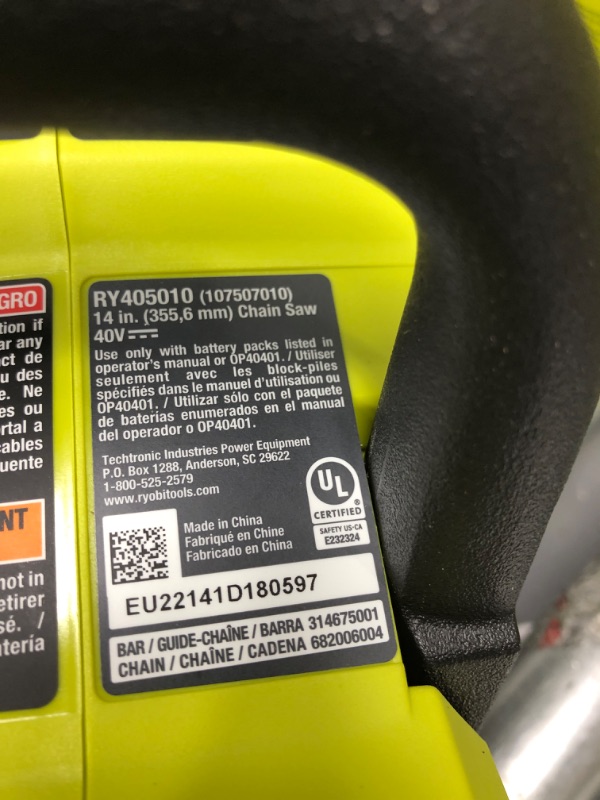 GRO
tion if
ar any
ct de
u des
e. Ne
es ou
rtal a
cables
uente
NT
not in
etirer
sé. /
atería
RY405010 (107507010)
14 in. (355,6 mm) Chain Saw
40V
Use only with battery packs listed in
operator's manual or OP40401. / Utiliser
seulement avec les block-piles
spécifiés dans le manuel d'utilisation ou
OP40401. / Utilizar sólo con el paquete
de baterias enumerados en el manual
del operador o OP40401.
Techtronic Industries Power Equipment
P.O. Box 1288, Anderson, SC 29622
1-800-525-2579
www.ryobitools.com
UL
®
CERTIFIED
SAFETY US-CA
E232324
Made in China
Fabriqué en Chine
Fabricado en China
EU22141D180597
BAR / GUIDE-CHAÎNE / BARRA 314675001
CHAIN / CHAÎNE / CADENA 682006004